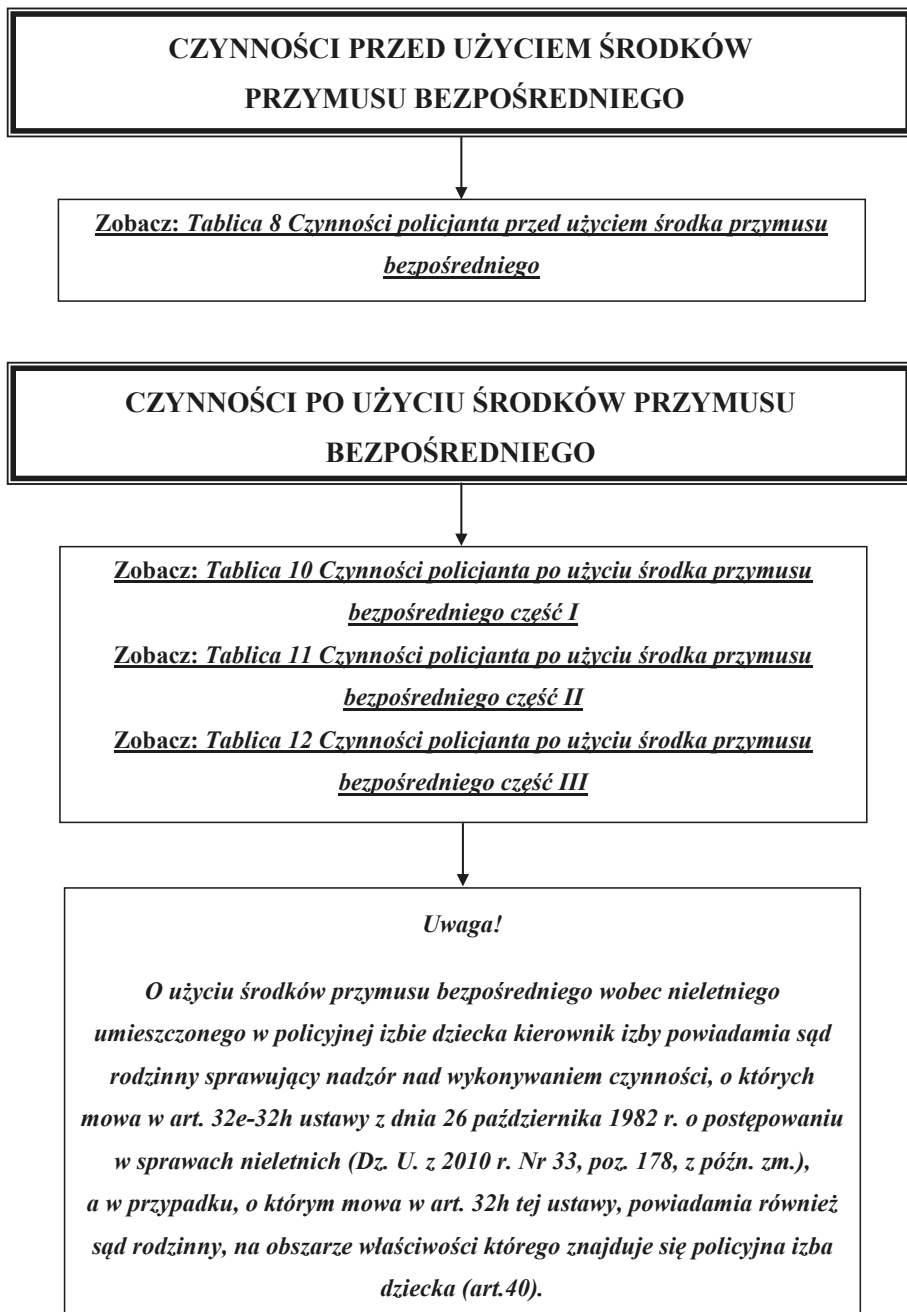 CZYNNOŚCI PRZED UŻYCIEM ŚRODKÓW
PRZYMUSU BEZPOŚREDNIEGO
Zobacz: Tablica 8 Czynności policjanta przed użyciem środka przymusu
bezpośredniego
CZYNNOŚCI PO UŻYCIU ŚRODKÓW PRZYMUSU
BEZPOŚREDNIEGO
Zobacz: Tablica 10 Czynności policjanta po użyciu środka przymusu
bezpośredniego część I
Zobacz: Tablica 11 Czynności policjanta po użyciu środka przymusu
bezpośredniego część II
Zobacz: Tablica 12 Czynności policjanta po użyciu środka przymusu
bezpośredniego część III
Uwaga!
O użyciu środków przymusu bezpośredniego wobec nieletniego
umieszczonego w policyjnej izbie dziecka kierownik izby powiadamia sąd
rodzinny sprawujący nadzór nad wykonywaniem czynności, o których
mowa w art. 32e-32h ustawy z dnia 26 października 1982 r. o postępowaniu
w sprawach nieletnich (Dz. U. z 2010 r. Nr 33, poz. 178, z późn. zm.),
a w przypadku, o którym mowa w art. 32h tej ustawy, powiadamia również
sąd rodzinny, na obszarze właściwości którego znajduje się policyjna izba
dziecka (art.40).